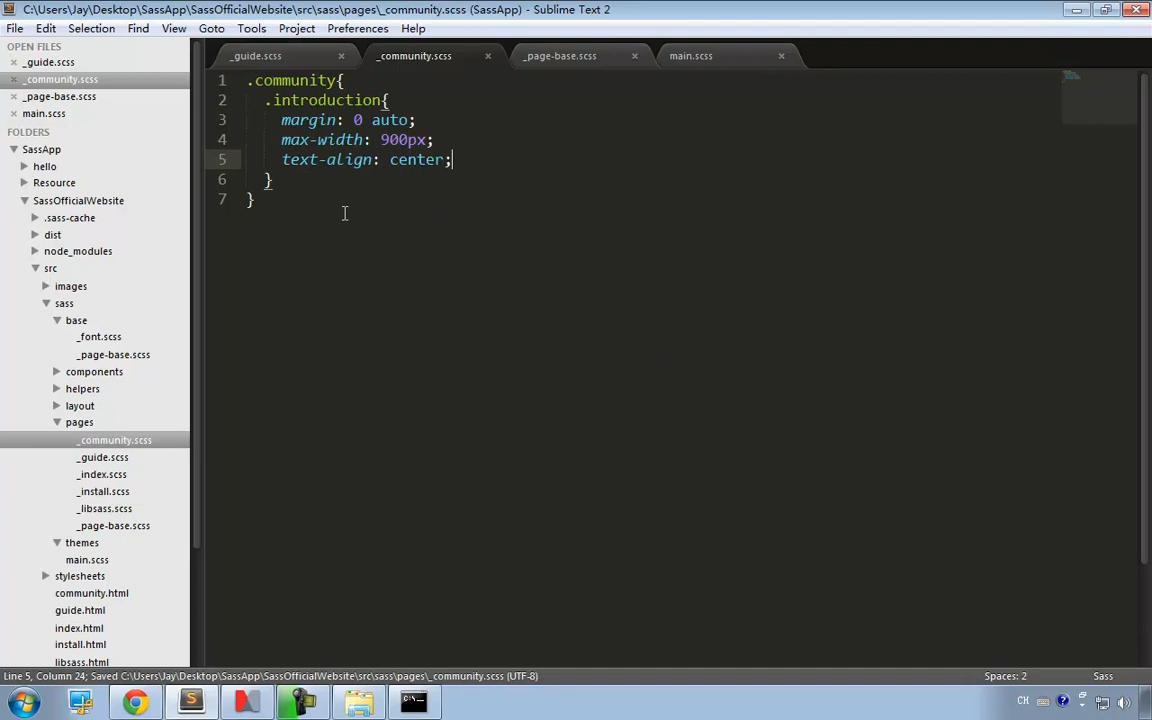 C:\Users\Jay\Desktop\SassApp\SassOfficialWebsite\src\sass\pages\_community.scss (SassApp) - Sublime Text 2
File Edit Selection Find View Goto Tools Project Preferences Help
OPEN FILES
_guide.scss
_community.scss
_page-base.scss
main.scss
FOLDERS
SassApp
hello
Resource
SassOfficialWebsite
.sass-cache
dist
node_modules
src
images
sass
base
_font.scss
_page-base.scss
components
helpers
layout
pages
_community.scss
_guide.scss
_index.scss
_install.scss
_libsass.scss
_page-base.scss
themes
main.scss
stylesheets
community.html
guide.html
index.html
install.html
libsass.html
_guide.scss _community.scss _page-base.scss main.scss
1 .community{
2 .introduction{
3 margin: 0 auto;
4 max-width: 900px;
5 text-align: center;
6 }
7 }
Line 5, Column 24; Saved C:\Users\Jay\Desktop\SassApp\SassOfficialWebsite\src\sass\pages\_community.scss (UTF-8) Spaces: 2 Sass
CH